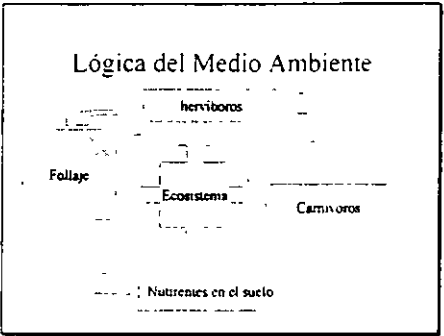 Lógica del Medio Ambiente
herviboros
Follaje
Ecosistema
Carnivoros
Nutrientes en el suelo